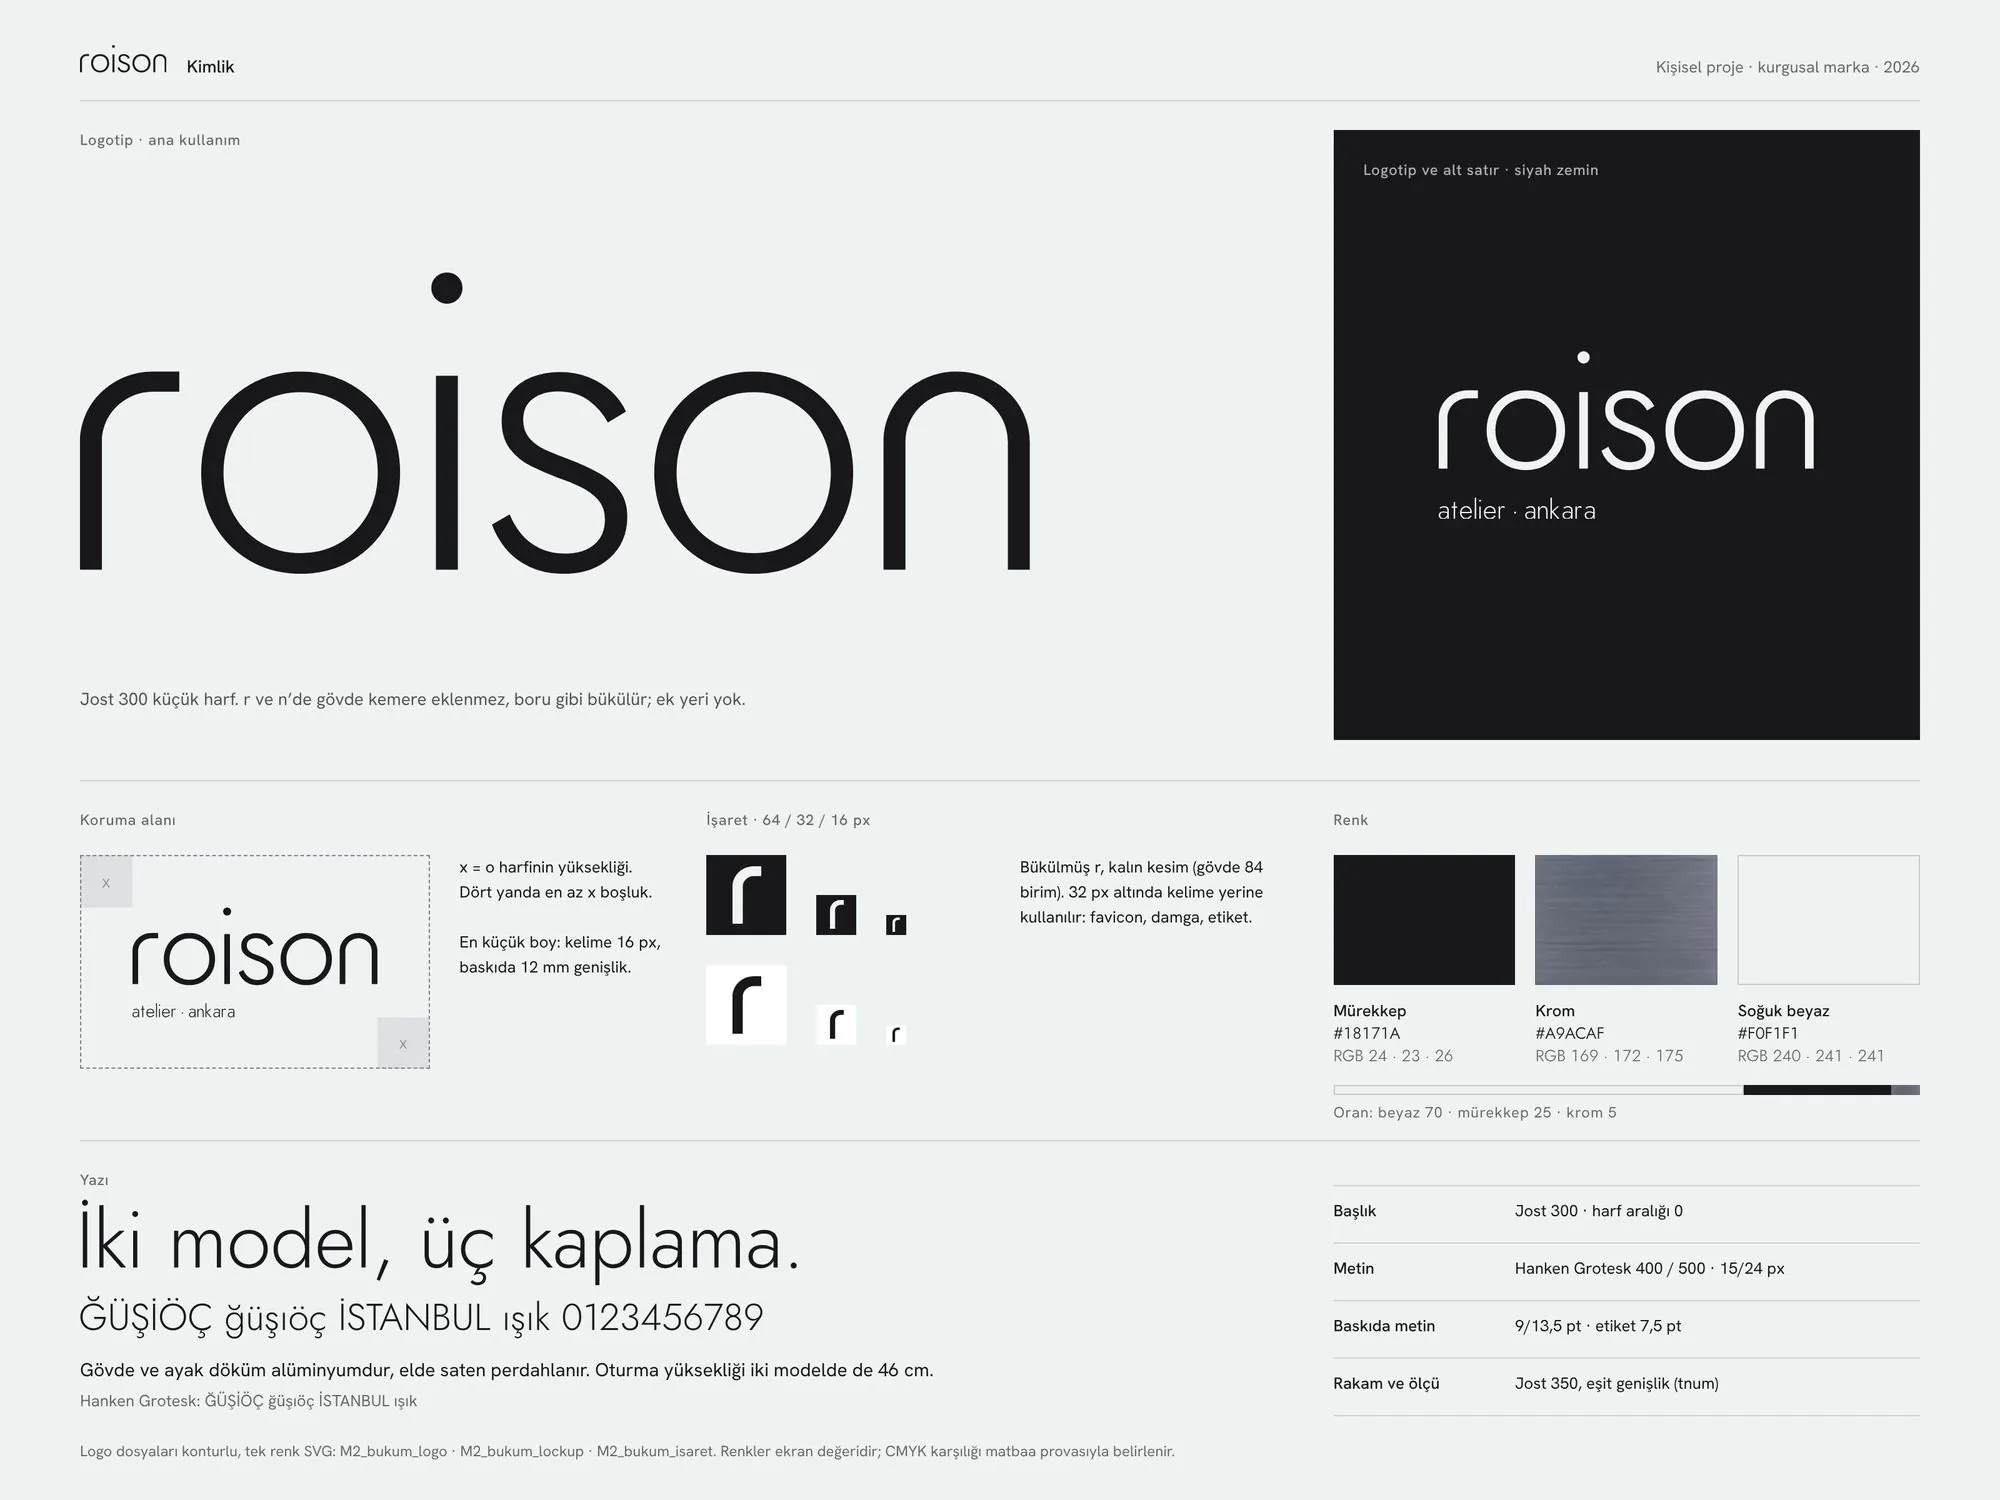 roison Kimlik
Kişisel proje · kurgusal marka · 2026
Logotip · ana kullanım
roison
Jost 300 küçük harf. r ve n’de gövde kemere eklenmez, boru gibi bükülür; ek yeri yok.
Logotip ve alt satır · siyah zemin
roison
atelier · ankara
Koruma alanı
x
roison
atelier · ankara
x
x = o harfinin yüksekliği.
Dört yanda en az x boşluk.
En küçük boy: kelime 16 px,
baskıda 12 mm genişlik.
İşaret · 64 / 32 / 16 px
r r r
r r r
Bükülmüş r, kalın kesim (gövde 84
birim). 32 px altında kelime yerine
kullanılır: favicon, damga, etiket.
Renk
Mürekkep
#18171A
RGB 24 · 23 · 26
Krom
#A9ACAF
RGB 169 · 172 · 175
Soğuk beyaz
#F0F1F1
RGB 240 · 241 · 241
Oran: beyaz 70 · mürekkep 25 · krom 5
Yazı
İki model, üç kaplama.
ĞÜŞİÖÇ ğüşıöç İSTANBUL ışık 0123456789
Gövde ve ayak döküm alüminyumdur, elde saten perdahlanır. Oturma yüksekliği iki modelde de 46 cm.
Hanken Grotesk: ĞÜŞİÖÇ ğüşıöç İSTANBUL ışık
Başlık Jost 300 · harf aralığı 0
Metin Hanken Grotesk 400 / 500 · 15/24 px
Baskıda metin 9/13,5 pt · etiket 7,5 pt
Rakam ve ölçü Jost 350, eşit genişlik (tnum)
Logo dosyaları konturlu, tek renk SVG: M2_bukum_logo · M2_bukum_lockup · M2_bukum_isaret. Renkler ekran değeridir; CMYK karşılığı matbaa provasıyla belirlenir.